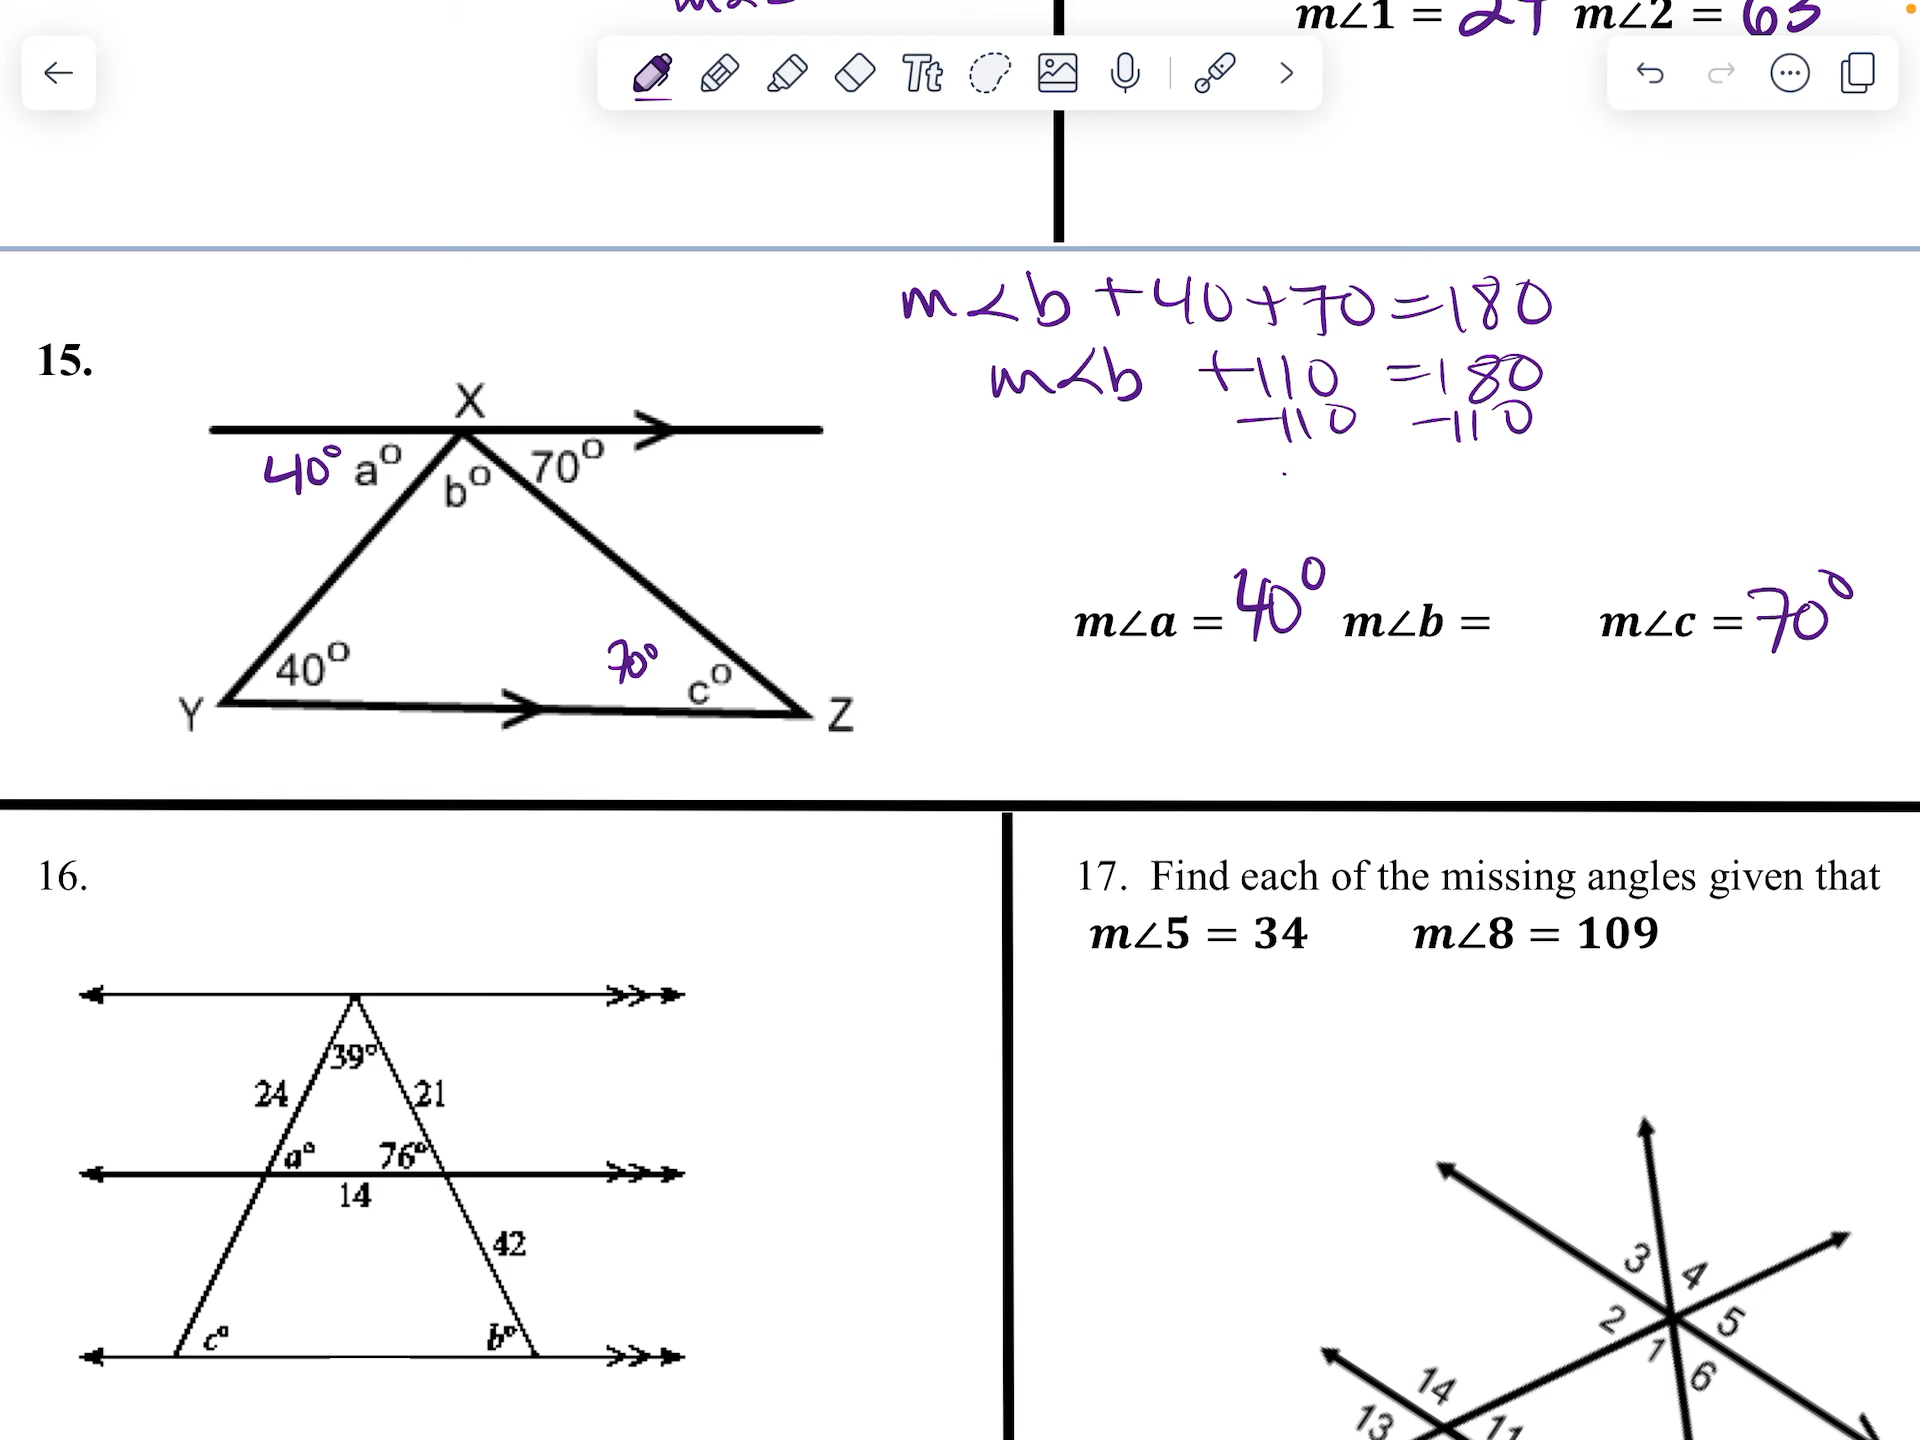 m∠1 = 27 m∠2 = 63
Tt
m<b + 40 + 70 = 180
m<b + 110 = 180
-110 -110
15.
X
40° a° b° 70°
m∠a = 40° m∠b = m∠c = 70°
40° 70° c°
Y Z
16.
39°
24 21
a° 76°
14
42
c° b°
17. Find each of the missing angles given that
m∠5 = 34 m∠8 = 109
3 4
2 5
1 6
14
13 11